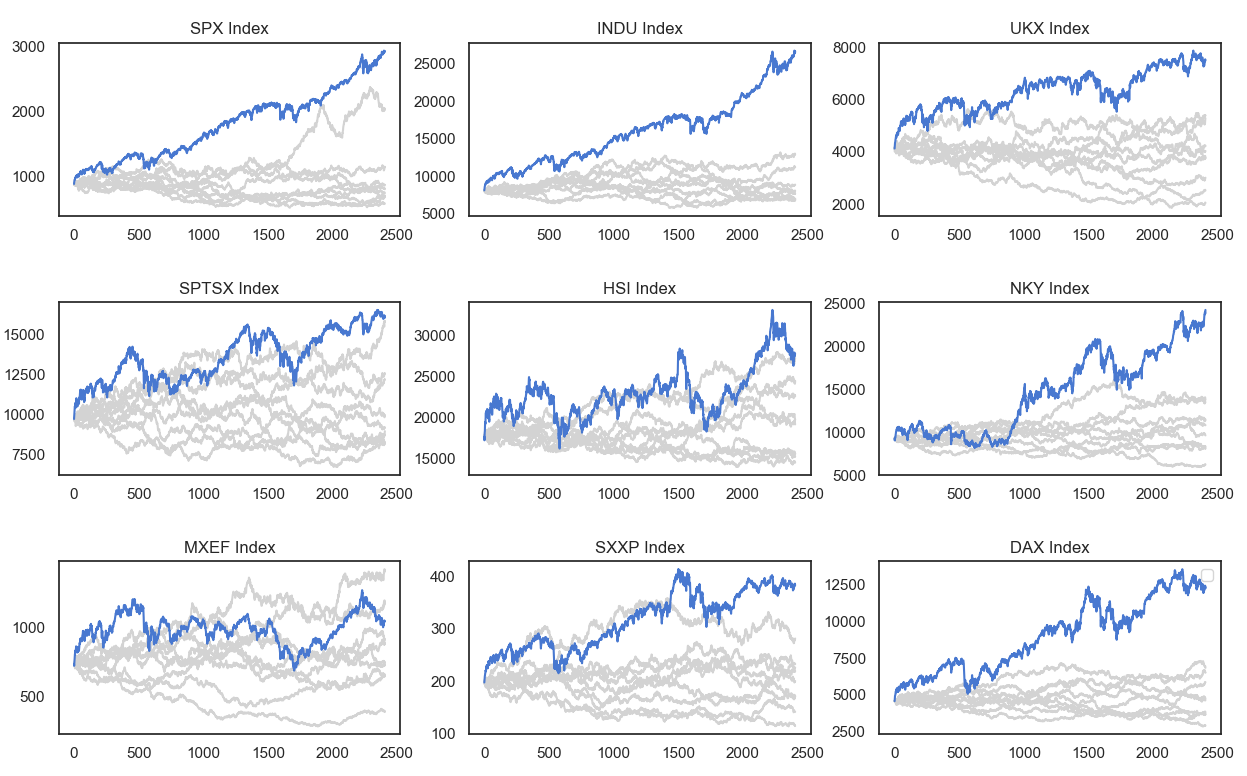 SPX Index
3000
2000
1000
0 500 1000 1500 2000 2500
INDU Index
25000
20000
15000
10000
5000
0 500 1000 1500 2000 2500
UKX Index
8000
6000
4000
2000
0 500 1000 1500 2000 2500
SPTSX Index
15000
12500
10000
7500
0 500 1000 1500 2000 2500
HSI Index
30000
25000
20000
15000
0 500 1000 1500 2000 2500
NKY Index
25000
20000
15000
10000
5000
0 500 1000 1500 2000 2500
MXEF Index
1000
500
0 500 1000 1500 2000 2500
SXXP Index
400
300
200
100
0 500 1000 1500 2000 2500
DAX Index
12500
10000
7500
5000
2500
0 500 1000 1500 2000 2500